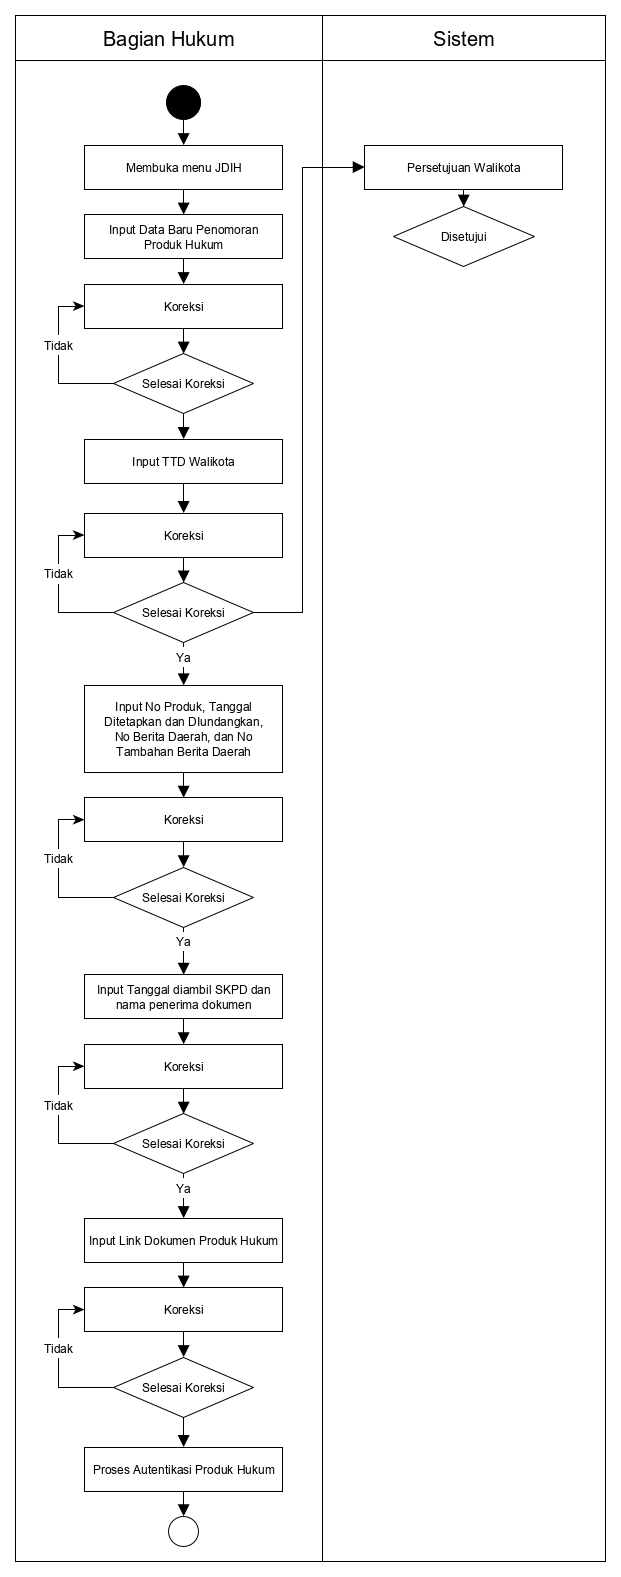 Bagian Hukum
Sistem
Membuka menu JDIH
Persetujuan Walikota
Input Data Baru Penomoran
Produk Hukum
Disetujui
Koreksi
Tidak
Selesai Koreksi
Input TTD Walikota
Koreksi
Tidak
Selesai Koreksi
Ya
Input No Produk, Tanggal
Ditetapkan dan DIundangkan,
No Berita Daerah, dan No
Tambahan Berita Daerah
Koreksi
Tidak
Selesai Koreksi
Ya
Input Tanggal diambil SKPD dan
nama penerima dokumen
Koreksi
Tidak
Selesai Koreksi
Ya
Input Link Dokumen Produk Hukum
Koreksi
Tidak
Selesai Koreksi
Proses Autentikasi Produk Hukum